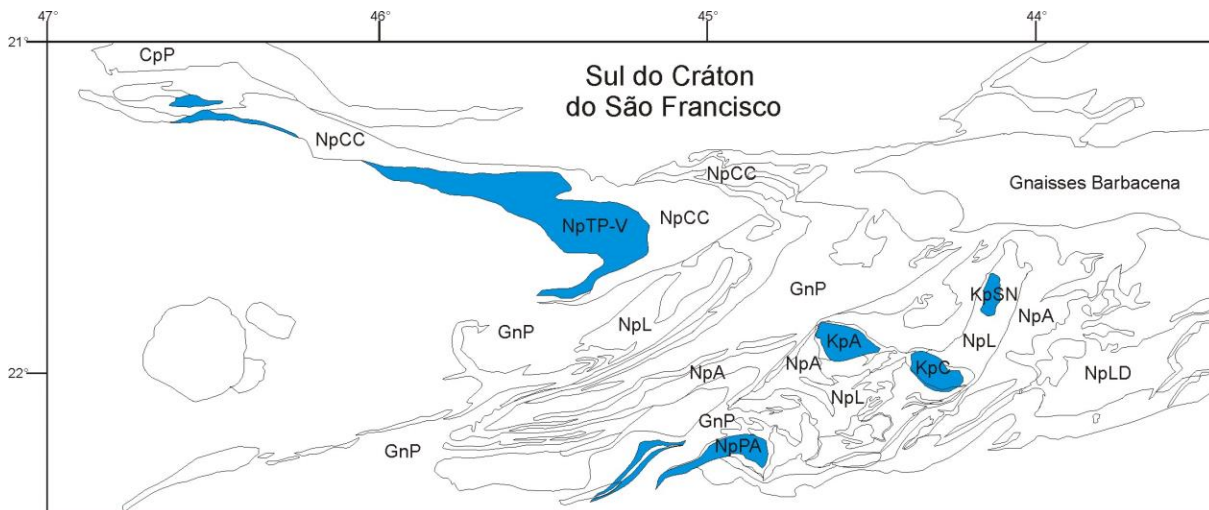 47°
46°
45°
44°
21°
CpP
Sul do Cráton
do São Francisco
NpCC
NpCC
Gnaisses Barbacena
NpTP-V
NpCC
GnP
KpSN
NpA
GnP
NpL
KpA
NpL
NpA
KpC
22°
NpA
NpLD
NpL
GnP
GnP
NpPA